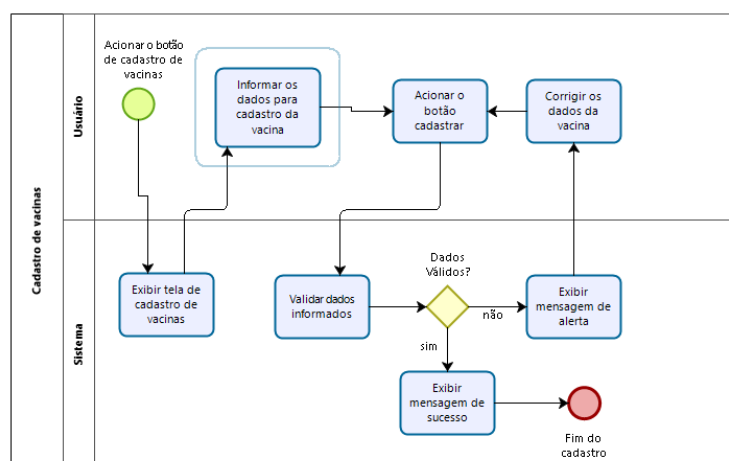 Cadastro de vacinas
Usuário
Acionar o botão
de cadastro de
vacinas
Informar os
dados para
cadastro da
vacina
Acionar o
botão
cadastrar
Corrigir os
dados da
vacina
Sistema
Exibir tela de
cadastro de
vacinas
Validar dados
informados
Dados
Válidos?
não
sim
Exibir
mensagem de
alerta
Exibir
mensagem de
sucesso
Fim do
cadastro